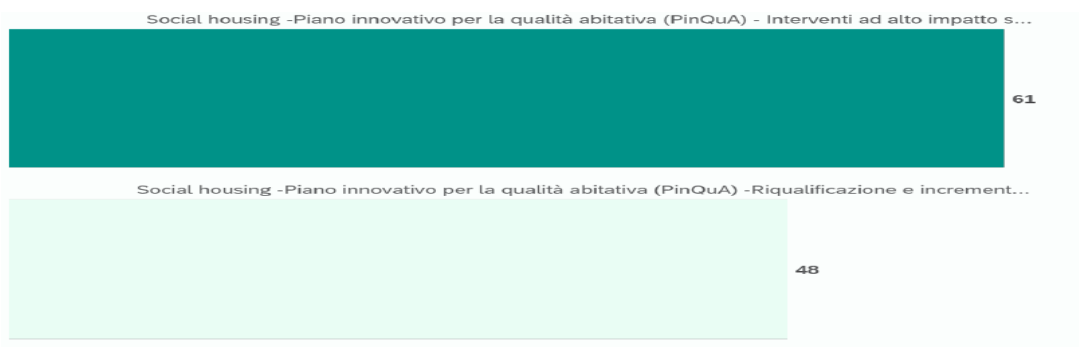 Social housing -Piano innovativo per la qualità abitativa (PinQuA) - Interventi ad alto impatto s...
61
Social housing -Piano innovativo per la qualità abitativa (PinQuA) -Riqualificazione e increment...
48